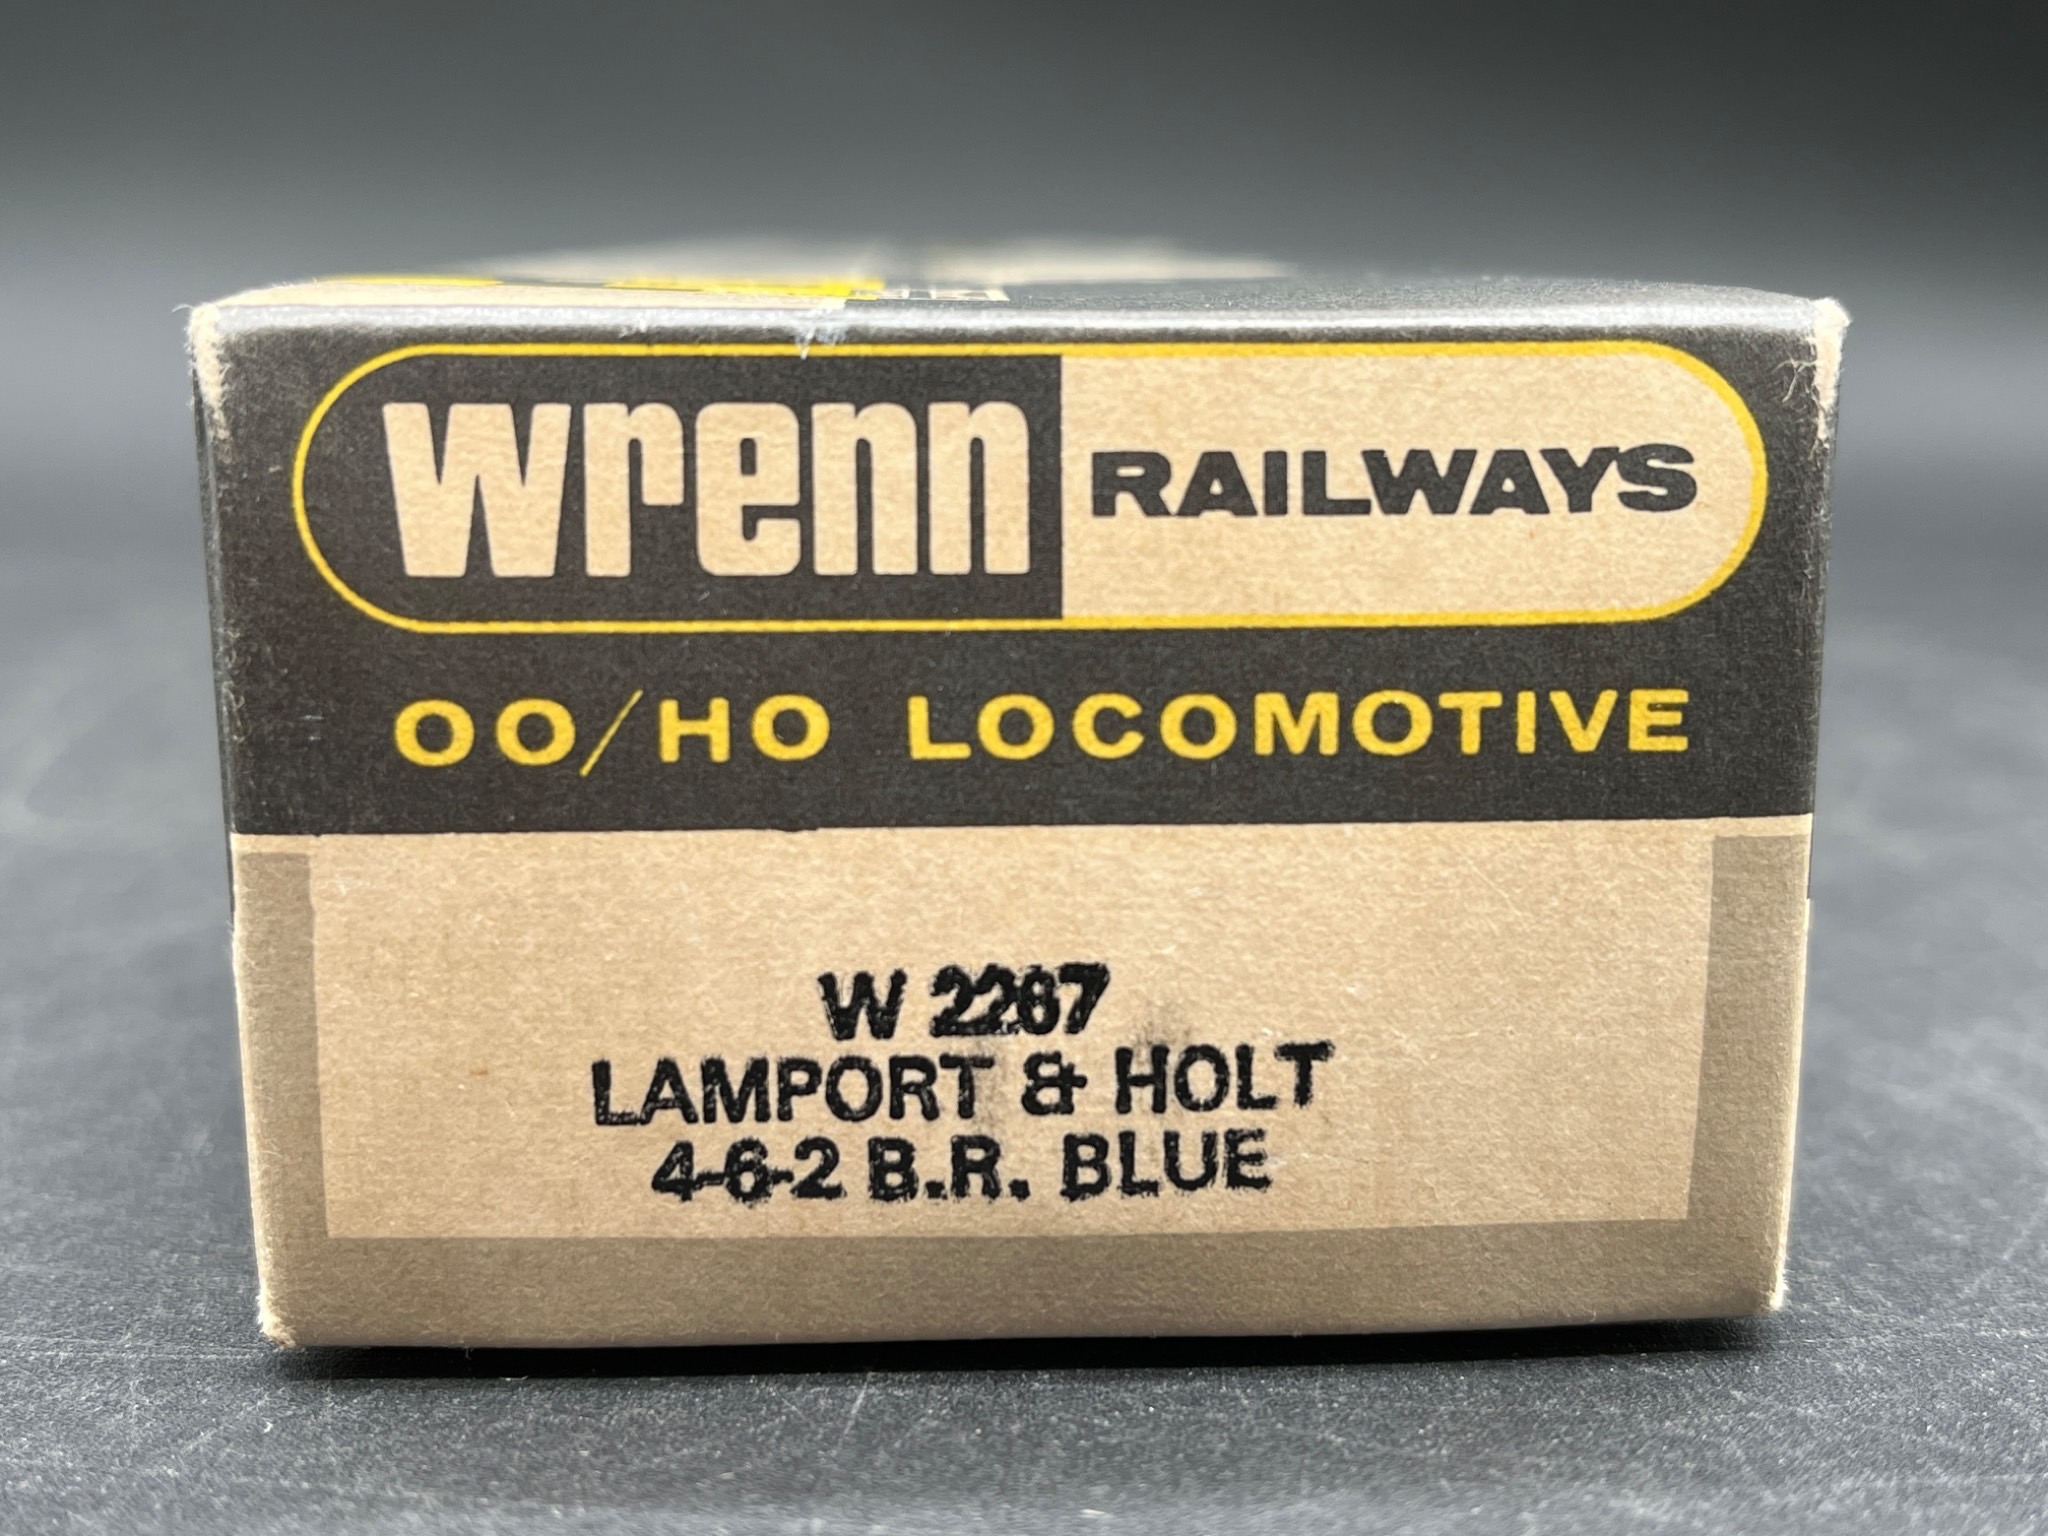 wrenn RAILWAYS
OO/HO LOCOMOTIVE
W 2267
LAMPORT & HOLT
4-6-2 B.R. BLUE